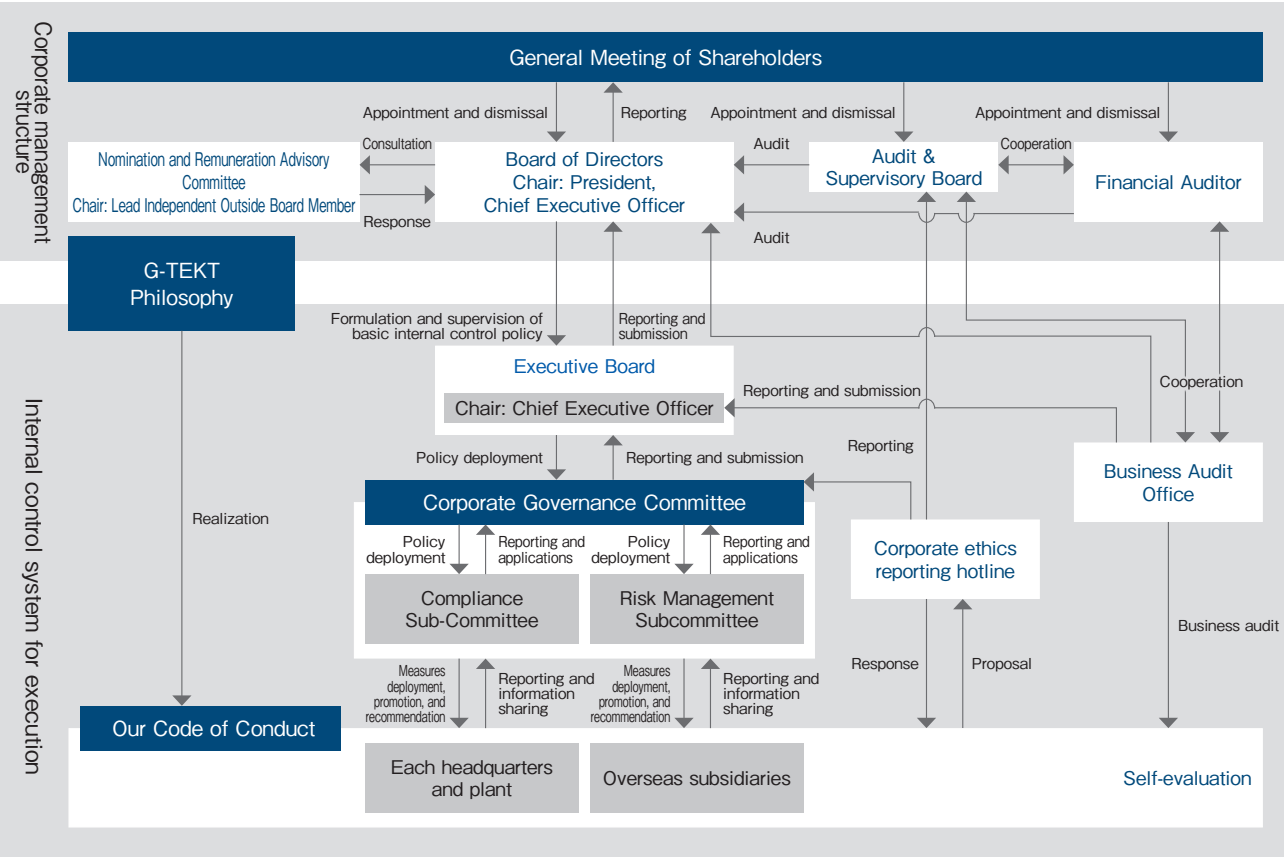 Corporate management
structure
General Meeting of Shareholders
Appointment and dismissal
Reporting
Appointment and dismissal
Appointment and dismissal
Nomination and Remuneration Advisory
Committee
Chair: Lead Independent Outside Board Member
Consultation
Response
Board of Directors
Chair: President,
Chief Executive Officer
Audit
Audit &
Supervisory Board
Cooperation
Financial Auditor
Audit
G-TEKT
Philosophy
Internal control system for execution
Formulation and supervision of
basic internal control policy
Reporting and
submission
Executive Board
Chair: Chief Executive Officer
Reporting and submission
Cooperation
Policy deployment
Reporting and submission
Reporting
Business Audit
Office
Corporate Governance Committee
Realization
Policy
deployment
Reporting and
applications
Policy
deployment
Reporting and
applications
Corporate ethics
reporting hotline
Compliance
Sub-Committee
Risk Management
Subcommittee
Business audit
Measures
deployment,
promotion, and
recommendation
Reporting and
information
sharing
Measures
deployment,
promotion, and
recommendation
Reporting and
information
sharing
Response
Proposal
Our Code of Conduct
Each headquarters
and plant
Overseas subsidiaries
Self-evaluation